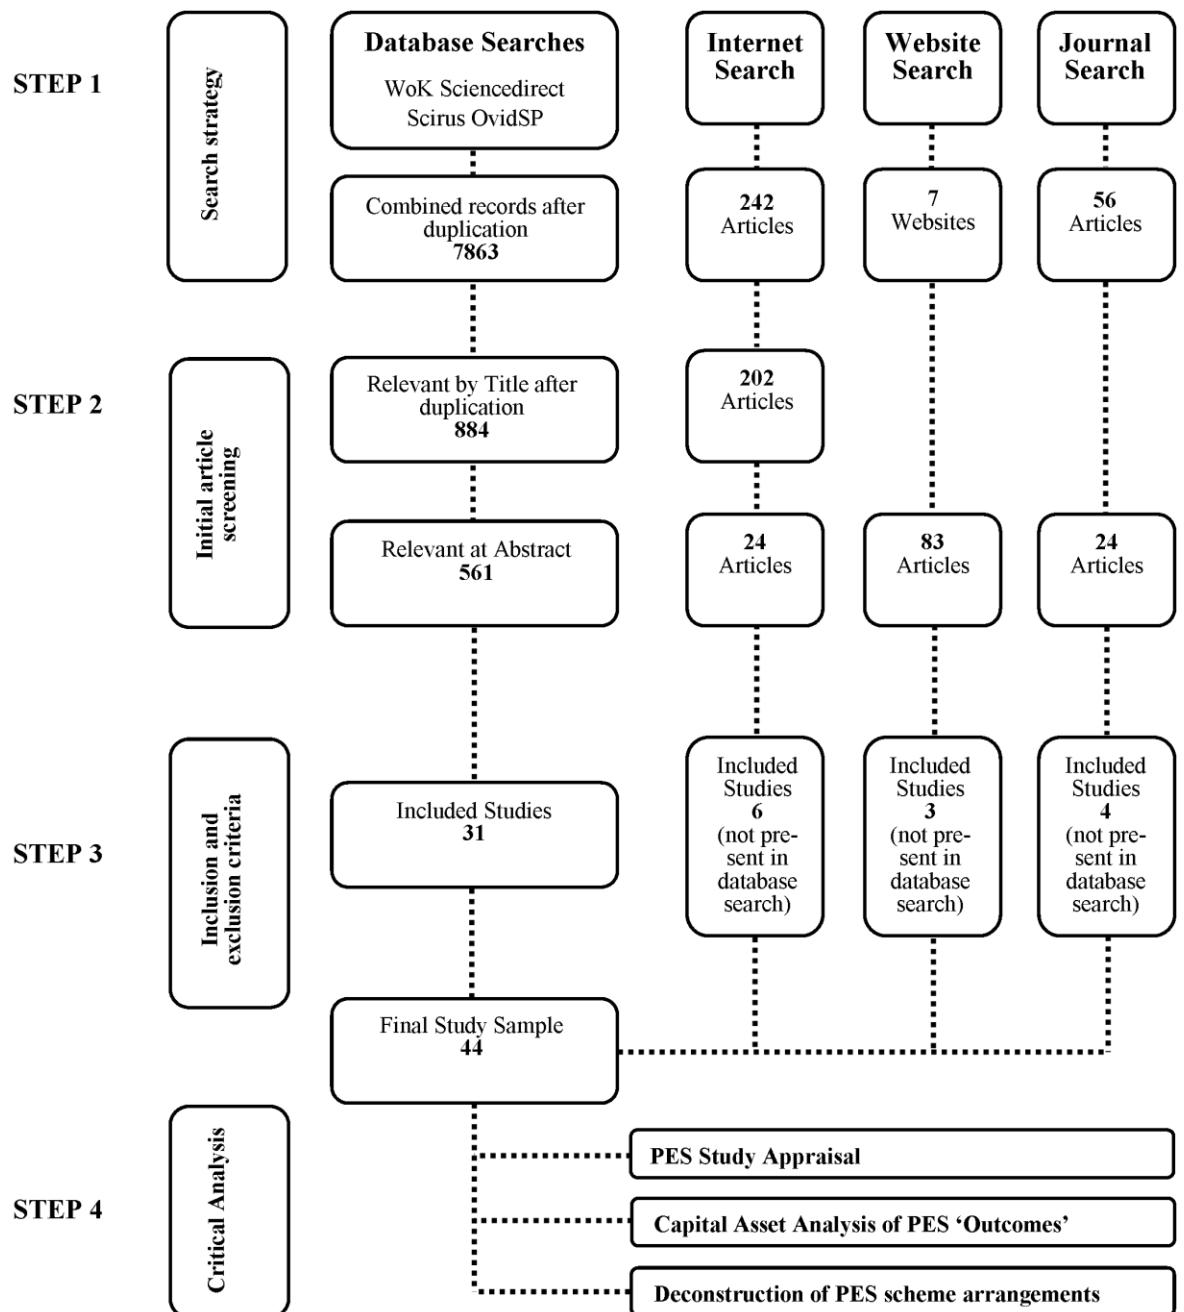 STEP 1
Search strategy
Database Searches
WoK Sciencedirect
Scirus OvidSP
Internet
Search
Website
Search
Journal
Search
Combined records after
duplication
7863
242
Articles
7
Websites
56
Articles
STEP 2
Initial article
screening
Relevant by Title after
duplication
884
202
Articles
Relevant at Abstract
561
24
Articles
83
Articles
24
Articles
STEP 3
Inclusion and
exclusion criteria
Included Studies
31
Included
Studies
6
(not pre-
sent in
database
search)
Included
Studies
3
(not pre-
sent in
database
search)
Included
Studies
4
(not pre-
sent in
database
search)
Final Study Sample
44
STEP 4
Critical Analysis
PES Study Appraisal
Capital Asset Analysis of PES ‘Outcomes’
Deconstruction of PES scheme arrangements